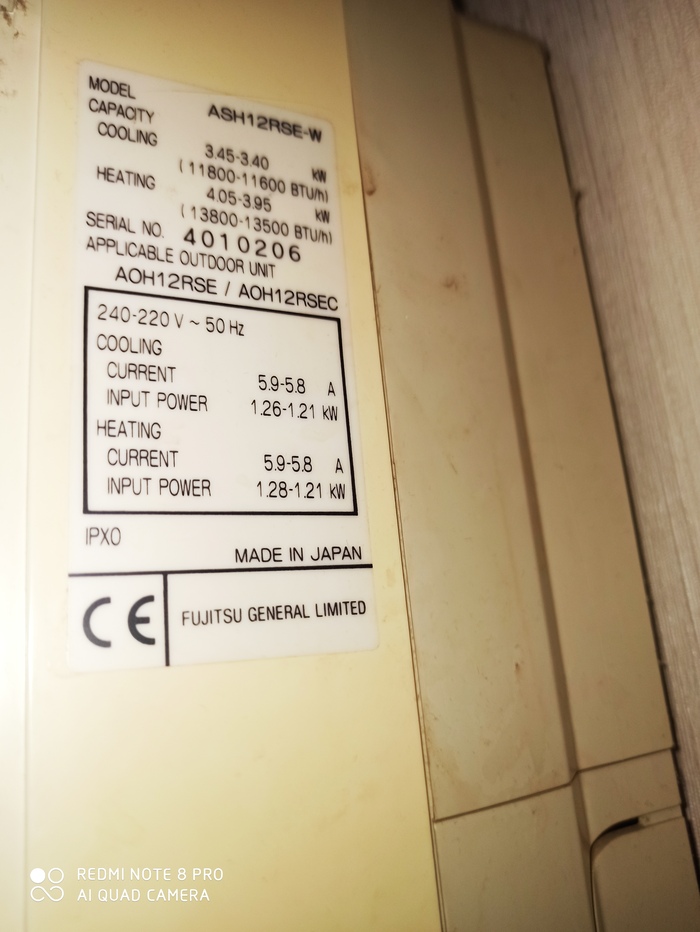 MODEL ASH12RSE-W
CAPACITY
COOLING 3.45-3.40 kW
(11800-11600 BTU/h)
HEATING 4.05-3.95 kW
(13800-13500 BTU/h)
SERIAL NO. 4010206
APPLICABLE OUTDOOR UNIT
AOH12RSE / AOH12RSEC
240-220 V ~ 50 Hz
COOLING
CURRENT 5.9-5.8 A
INPUT POWER 1.26-1.21 kW
HEATING
CURRENT 5.9-5.8 A
INPUT POWER 1.28-1.21 kW
IPX0
MADE IN JAPAN
CE FUJITSU GENERAL LIMITED
REDMI NOTE 8 PRO
AI QUAD CAMERA